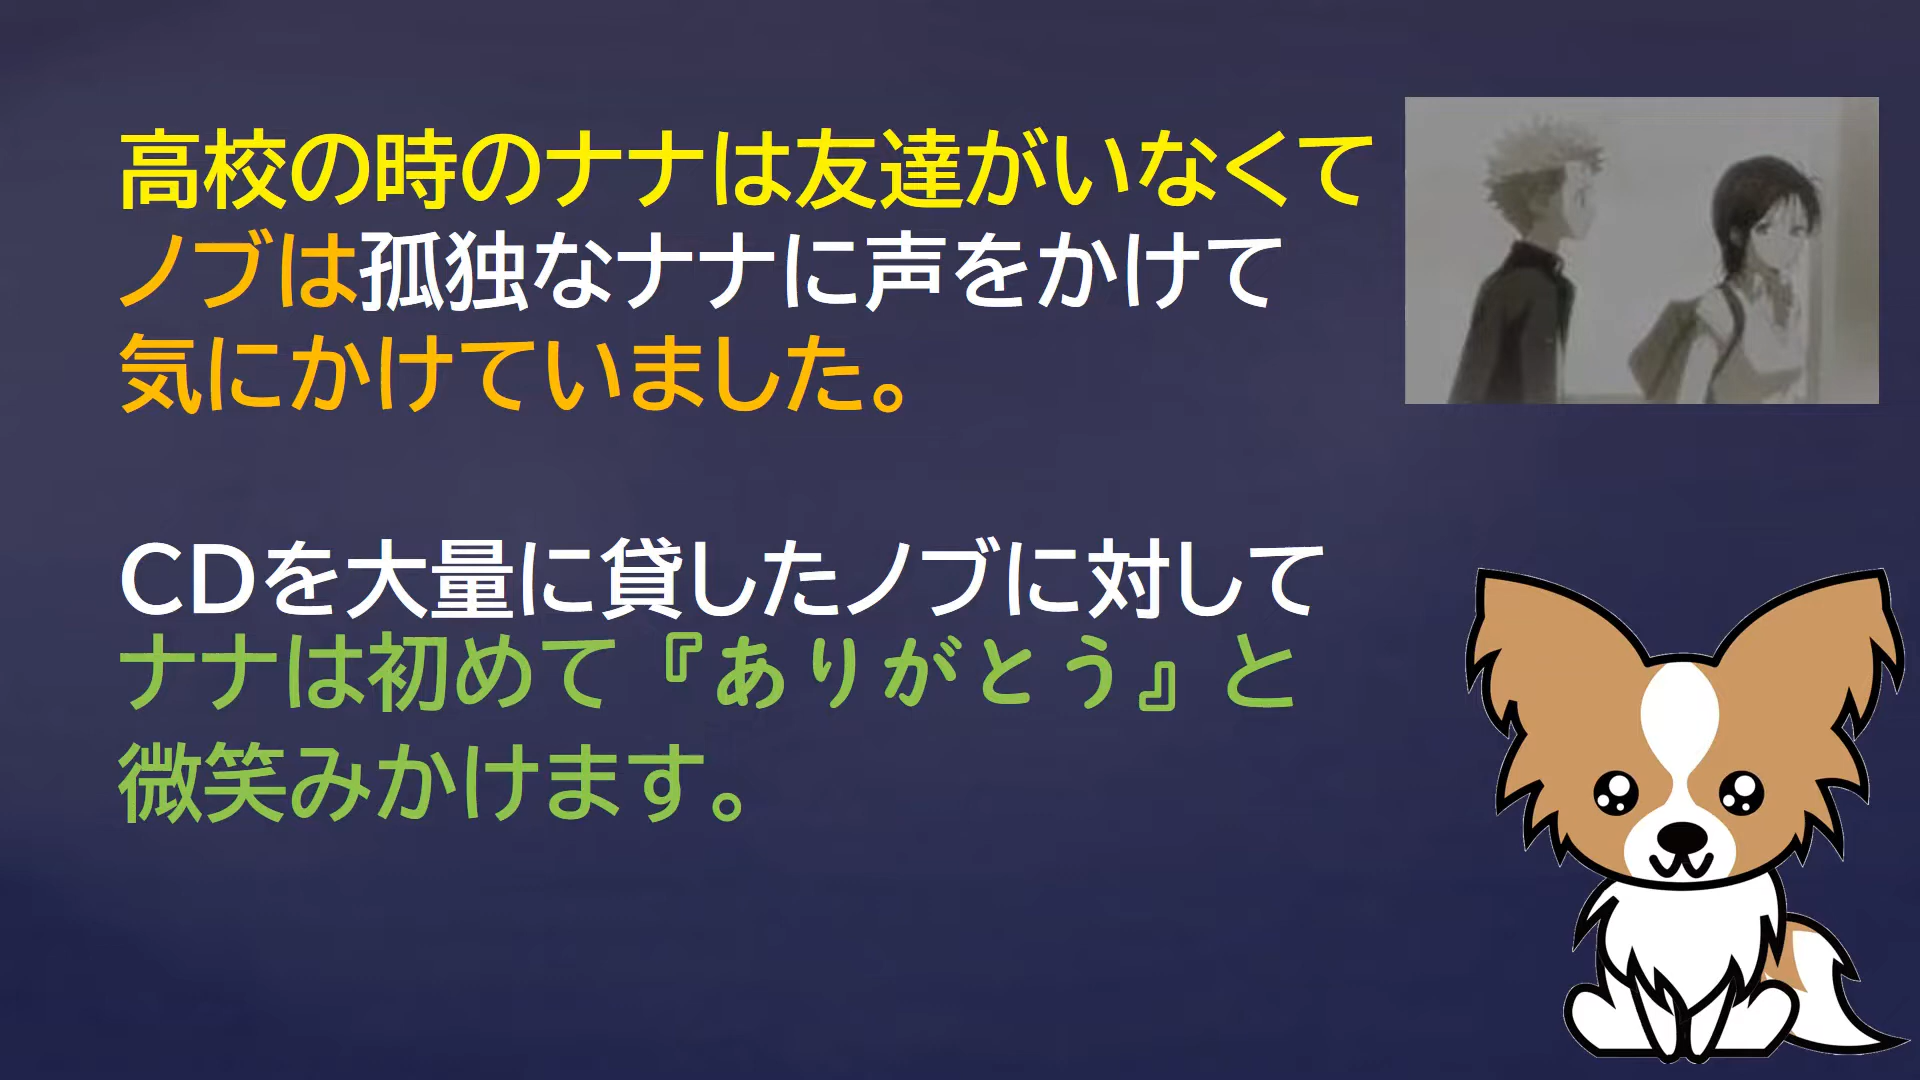 高校の時のナナは友達がいなくて
ノブは孤独なナナに声をかけて
気にかけていました。
CDを大量に貸したノブに対して
ナナは初めて『ありがとう』と
微笑みかけます。